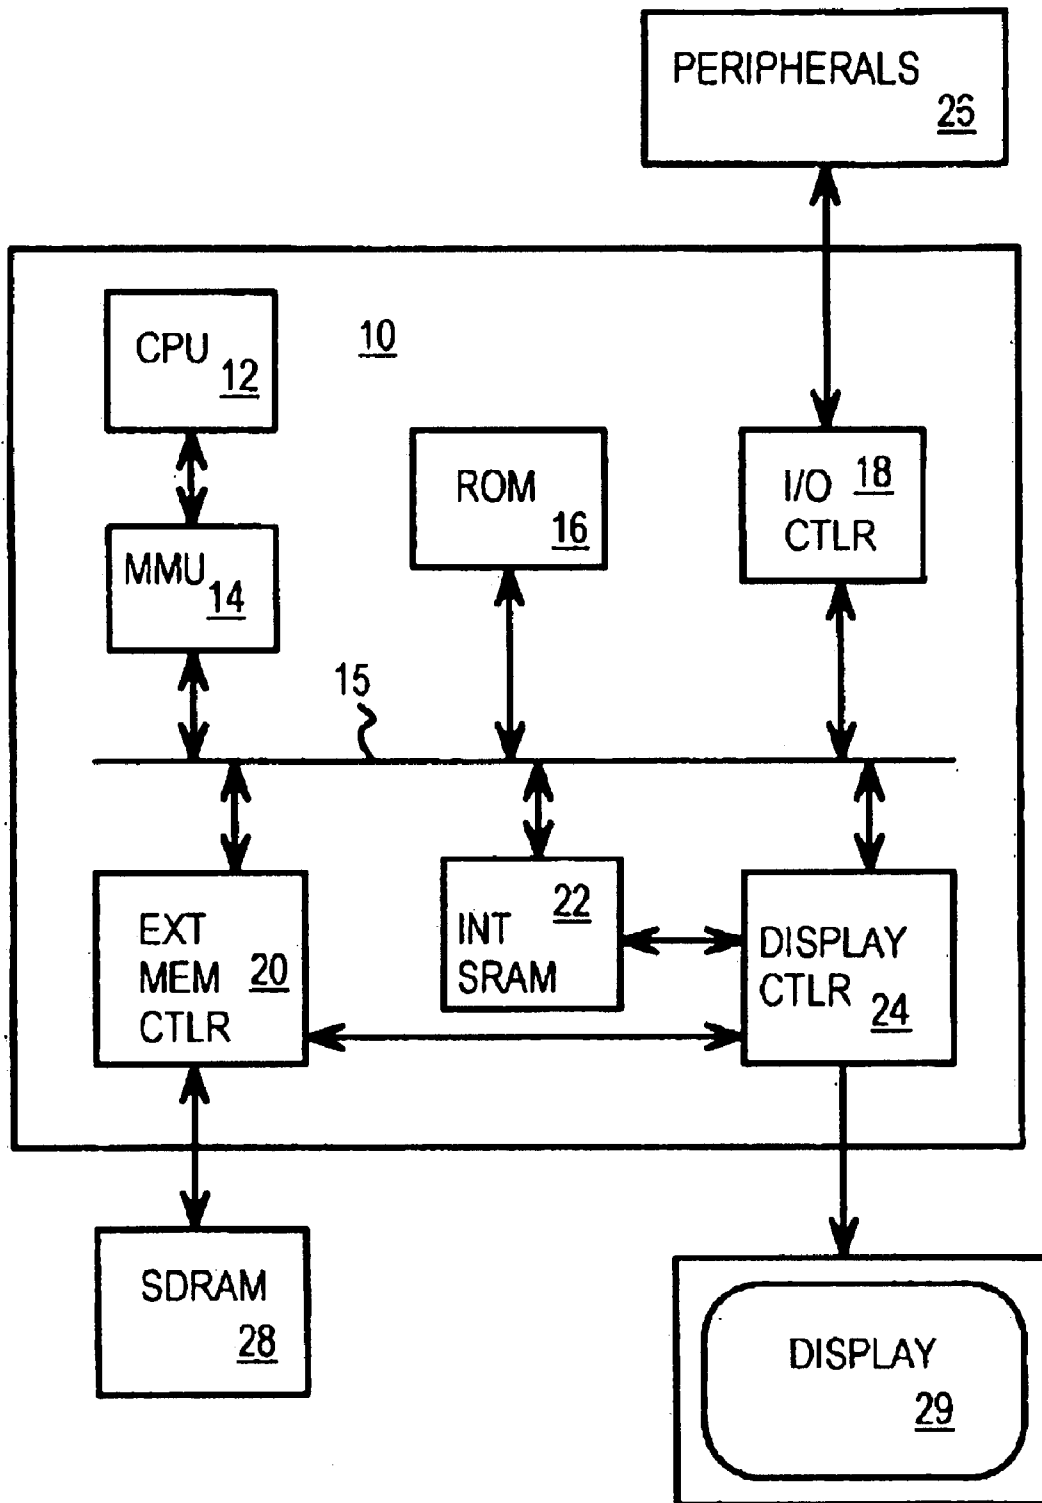 PERIPHERALS
26
CPU
12
10
ROM
16
I/O 18
CTLR
MMU
14
15
EXT
MEM 20
CTLR
22
INT
SRAM
DISPLAY
CTLR
24
SDRAM
28
DISPLAY
29